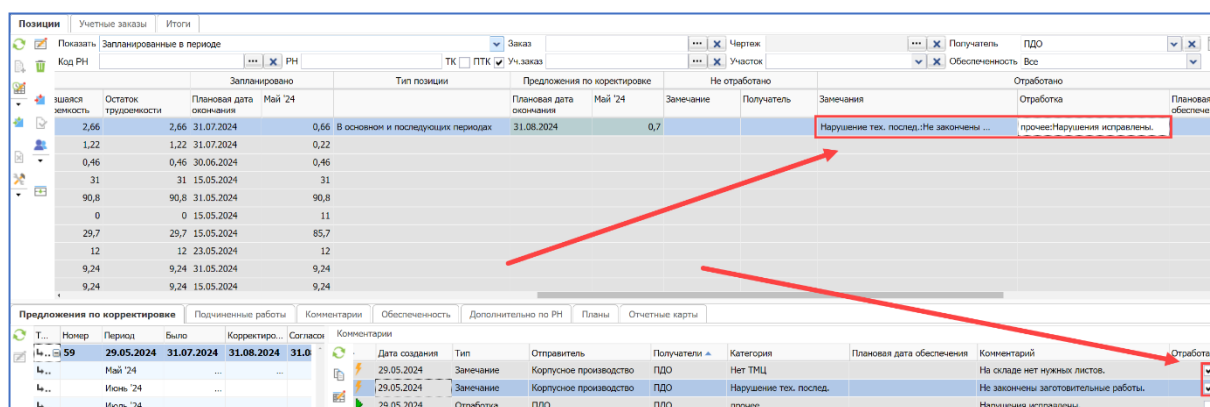 Позиции Учетные заказы Итоги
Показать Запланированные в периоде Заказ Чертеж Получатель ПДО
Код РН РН ТК ПТК Уч.заказ Участок Обеспеченность Все
Запланировано Тип позиции Предложения по коректировке Не отработано Отработано
Остаток трудоемкости Плановая дата окончания Май '24 Плановая дата окончания Май '24 Замечание Получатель Замечания Отработка Плановая
2,66 2,66 31.07.2024 0,66 В основном и последующих периодах 31.08.2024 0,7 Нарушение тех. послед.:Не закончены ... прочее:Нарушения исправлены.
1,22 1,22 31.05.2024 0,22
0,46 0,46 30.06.2024 0,46
31 31 15.05.2024 31
90,8 90,8 31.05.2024 90,8
0 0 15.05.2024 11
29,7 29,7 15.05.2024 85,7
12 12 23.05.2024 12
9,24 9,24 31.05.2024 9,24
9,24 9,24 15.05.2024 9,24
Предложения по корректировке Подчиненные работы Комментарии Обеспеченность Дополнительно по РН Планы Отчетные карты
Т... Номер Период Было Корректиро... Согласов Комментарии
Дата создания Тип Отправитель Получатели Категория Плановая дата обеспечения Комментарий Отработа
59 29.05.2024 31.07.2024 31.08.2024 31.0
29.05.2024 Замечание Корпусное производство ПДО Нет ТМЦ На складе нет нужных листов.
Май '24 ... ...
29.05.2024 Замечание Корпусное производство ПДО Нарушение тех. послед. Не закончены заготовительные работы.
Июнь '24 ...
29.05.2024 Отработка ПДО ПДО прочее Нарушения исправлены.
Июль '24